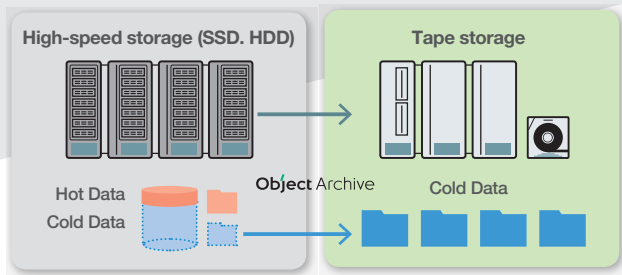 High-speed storage (SSD. HDD)
Tape storage
Hot Data
Cold Data
Object Archive
Cold Data